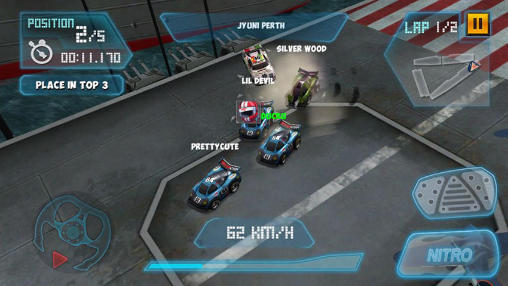 POSITION
2/5
00:11.170
PLACE IN TOP 3
JYUNI PERTH
SILVER WOOD
LIL DEVIL
PRETTYCUTE
LAP 1/2
62 KM/H
NITRO